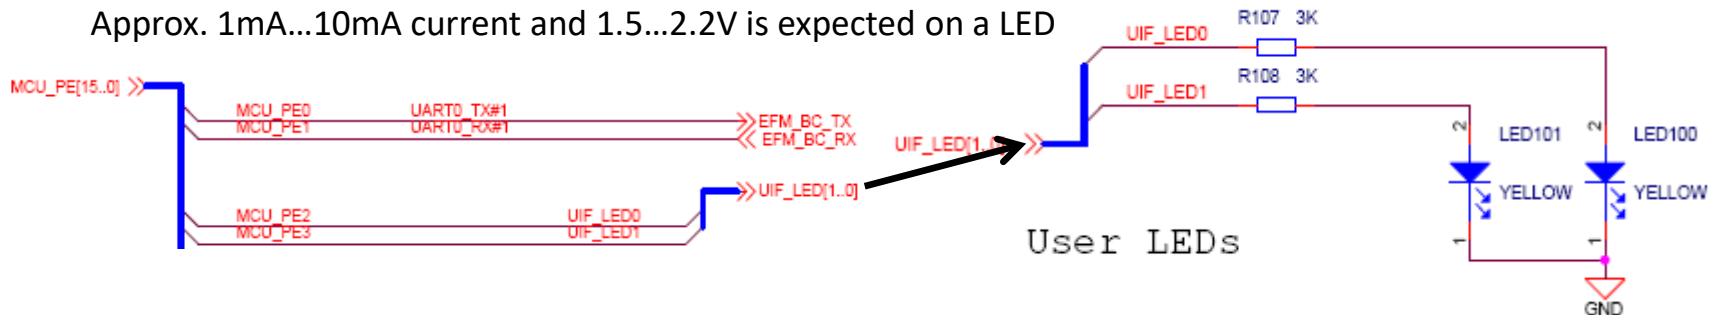 Approx. 1mA...10mA current and 1.5...2.2V is expected on a LED
R107 3K
UIF_LED0
MCU_PE[15..0]
R108 3K
UIF_LED1
MCU_PE0 UART0_TX#1
EFM_BC_TX
MCU_PE1 UART0_RX#1
EFM_BC_RX
2 LED101 2 LED100
UIF_LED[1..0]
UIF_LED[1..0]
YELLOW YELLOW
MCU_PE2 UIF_LED0
MCU_PE3 UIF_LED1
User LEDs
1 1
GND